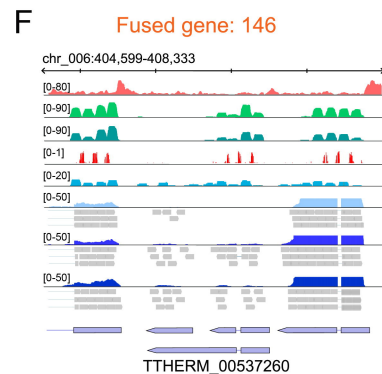 F
Fused gene: 146
chr_006:404,599-408,333
[0-80]
[0-90]
[0-90]
[0-1]
[0-20]
[0-50]
[0-50]
[0-50]
TTHERM_00537260